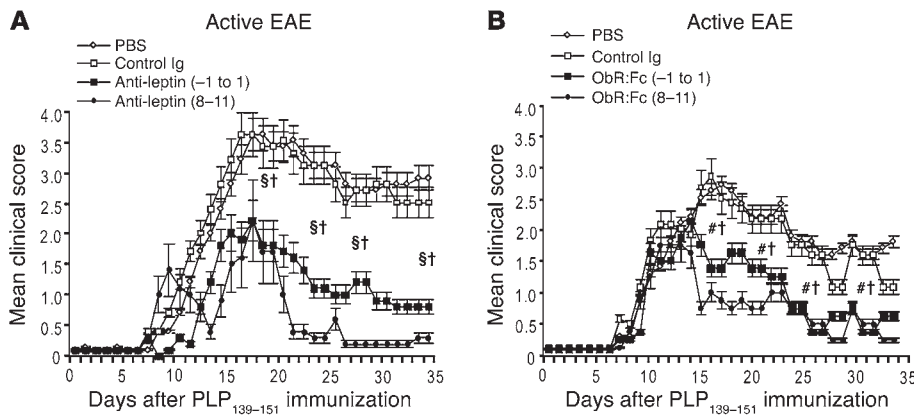 A
Active EAE
PBS
Control Ig
Anti-leptin (–1 to 1)
Anti-leptin (8–11)
Mean clinical score
4.0
3.5
3.0
2.5
2.0
1.5
1.0
0.5
0
§†
§†
§†
§†
0 5 10 15 20 25 30 35
Days after PLP139–151 immunization
B
Active EAE
PBS
Control Ig
ObR:Fc (–1 to 1)
ObR:Fc (8–11)
Mean clinical score
4.0
3.5
3.0
2.5
2.0
1.5
1.0
0.5
0
#†
#†
#† #†
0 5 10 15 20 25 30 35
Days after PLP139–151 immunization